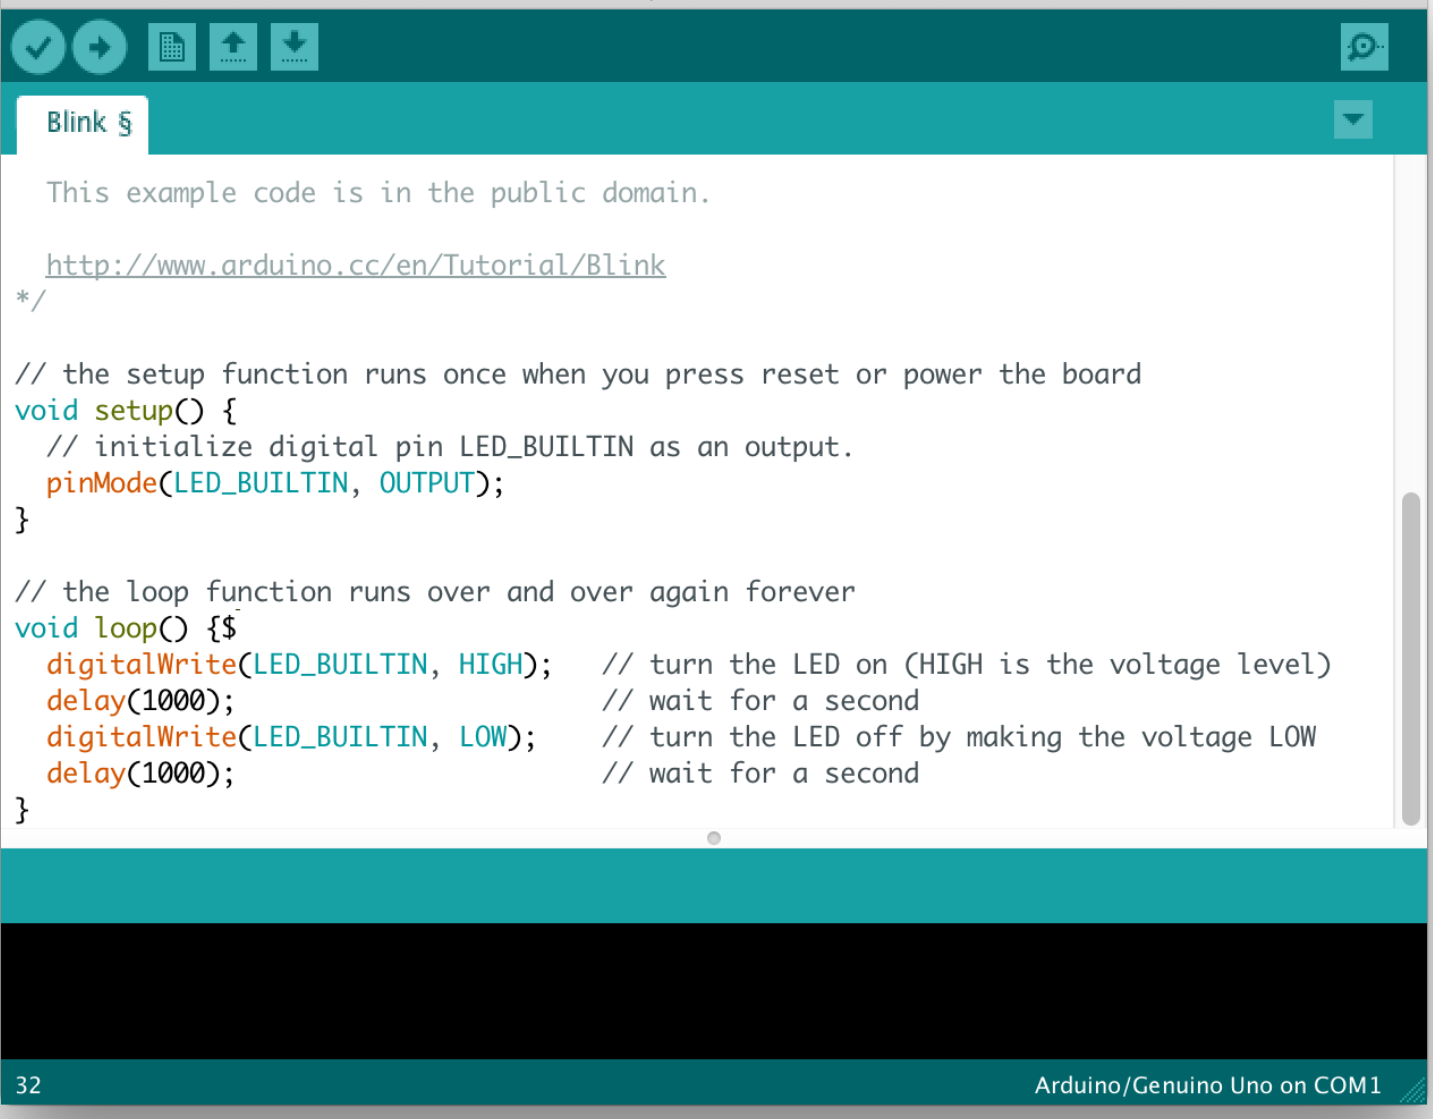 Blink §
This example code is in the public domain.
http://www.arduino.cc/en/Tutorial/Blink
*/
// the setup function runs once when you press reset or power the board
void setup() {
  // initialize digital pin LED_BUILTIN as an output.
  pinMode(LED_BUILTIN, OUTPUT);
}
// the loop function runs over and over again forever
void loop() {$
  digitalWrite(LED_BUILTIN, HIGH);   // turn the LED on (HIGH is the voltage level)
  delay(1000);                       // wait for a second
  digitalWrite(LED_BUILTIN, LOW);    // turn the LED off by making the voltage LOW
  delay(1000);                       // wait for a second
}
32
Arduino/Genuino Uno on COM1